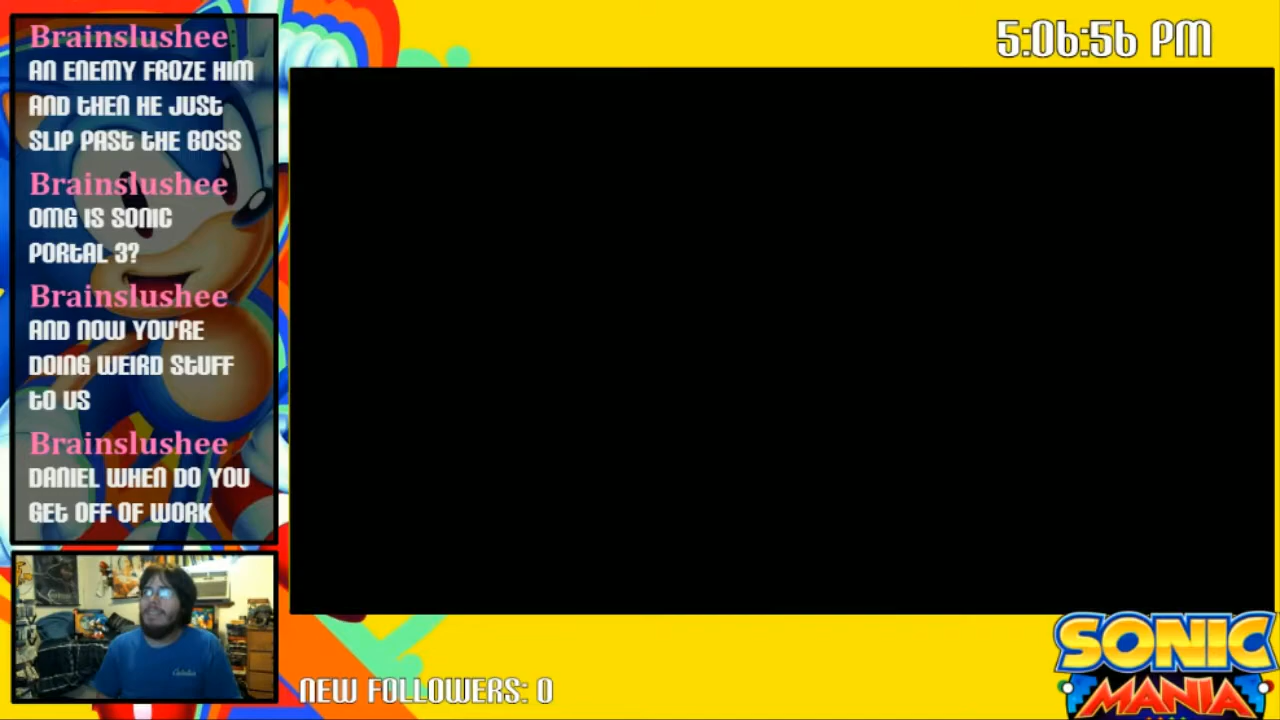 Brainslushee
AN ENEMY FROZE HIM
AND THEN HE JUST
SLIP PAST THE BOSS
Brainslushee
OMG IS SONIC
PORTAL 3?
Brainslushee
AND NOW YOU'RE
DOING WEIRD STUFF
TO US
Brainslushee
DANIEL WHEN DO YOU
GET OFF OF WORK
5:06:56 PM
NEW FOLLOWERS: 0
SONIC
MANIA